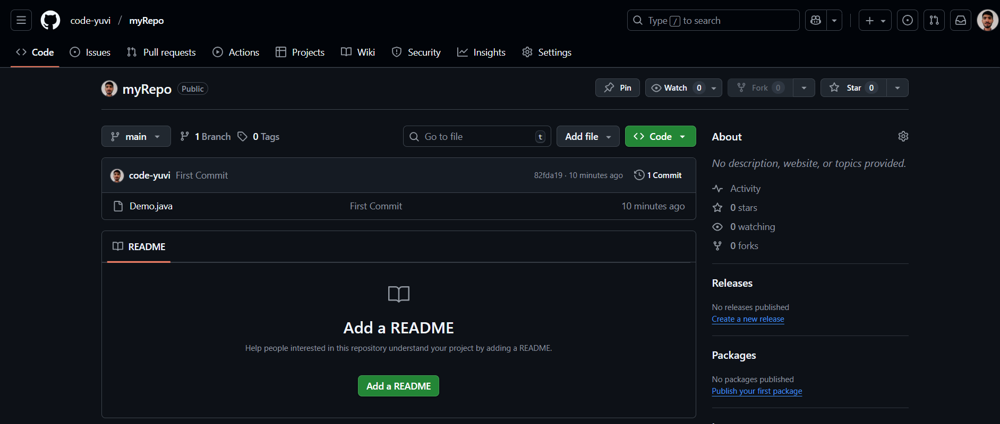 code-yuvi / myRepo Type / to search
Code Issues Pull requests Actions Projects Wiki Security Insights Settings
myRepo Public Pin Watch 0 Fork 0 Star 0
main 1 Branch 0 Tags Go to file t Add file Code
code-yuvi First Commit 82fda19 · 10 minutes ago 1 Commit
Demo.java First Commit 10 minutes ago
README
Add a README
Help people interested in this repository understand your project by adding a README.
Add a README
About
No description, website, or topics provided.
Activity
0 stars
0 watching
0 forks
Releases
No releases published
Create a new release
Packages
No packages published
Publish your first package